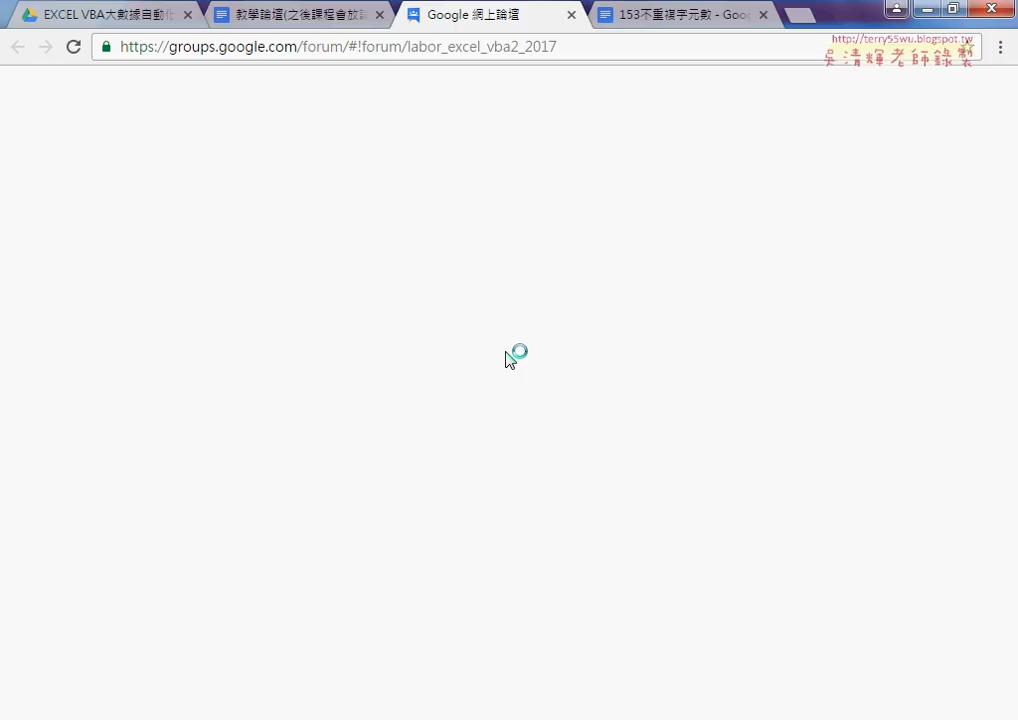 EXCEL VBA大數據自動化
教學論壇(之後課程會放
Google 網上論壇
153不重複字元數 - Goo
https://groups.google.com/forum/#!forum/labor_excel_vba2_2017
http://terry55wu.blogspot.tw
吳清輝老師錄製